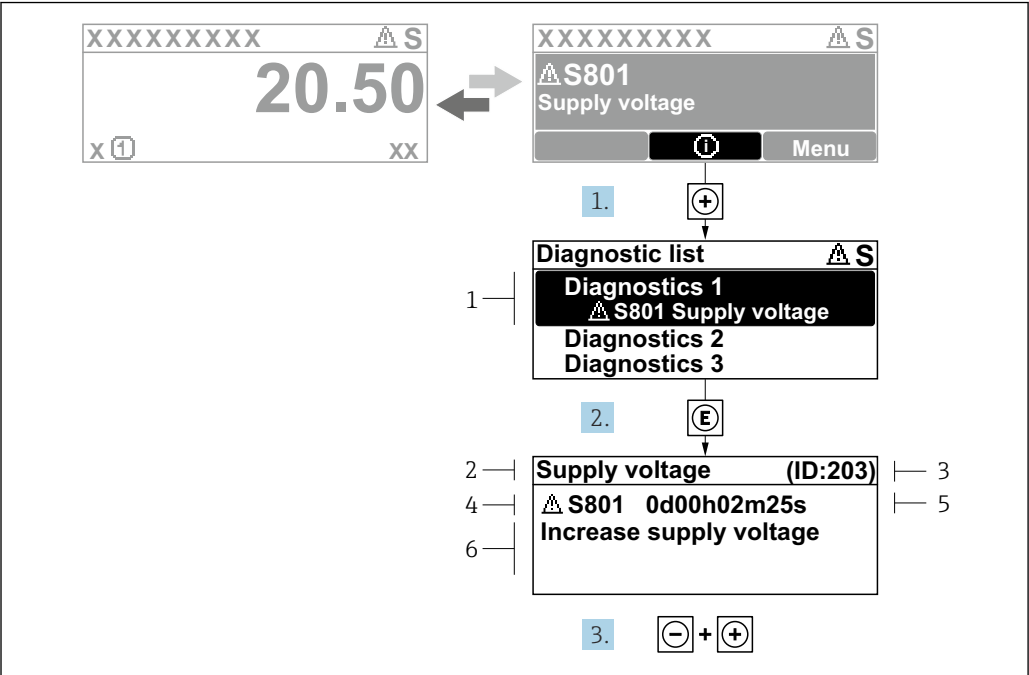 XXXXXXXXX ⚠ S
20.50
X 1 XX
XXXXXXXXX ⚠ S
⚠ S801
Supply voltage
i Menu
1. +
Diagnostic list ⚠ S
1 Diagnostics 1
⚠ S801 Supply voltage
Diagnostics 2
Diagnostics 3
2. E
2 Supply voltage (ID:203) 3
4 ⚠ S801 0d00h02m25s 5
6 Increase supply voltage
3. - + +